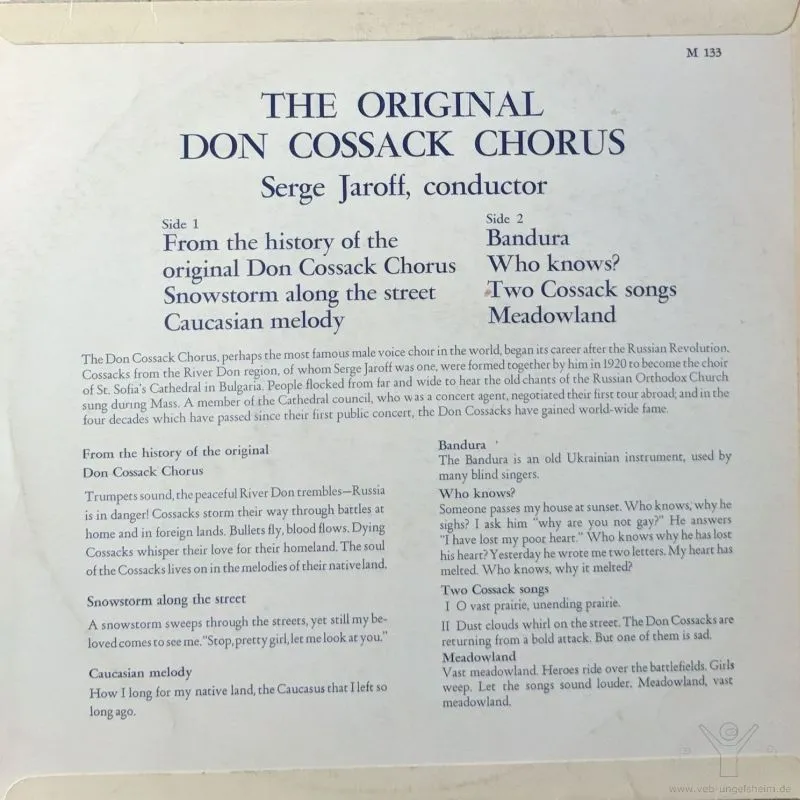 M 133
THE ORIGINAL
DON COSSACK CHORUS
Serge Jaroff, conductor
Side 1
From the history of the
original Don Cossack Chorus
Snowstorm along the street
Caucasian melody
Side 2
Bandura
Who knows?
Two Cossack songs
Meadowland
The Don Cossack Chorus, perhaps the most famous male voice choir in the world, began its career after the Russian Revolution.
Cossacks from the River Don region, of whom Serge Jaroff was one, were formed together by him in 1920 to become the choir
of St. Sofia's Cathedral in Bulgaria. People flocked from far and wide to hear the old chants of the Russian Orthodox Church
sung during Mass. A member of the Cathedral council, who was a concert agent, negotiated their first tour abroad; and in the
four decades which have passed since their first public concert, the Don Cossacks have gained world-wide fame.
From the history of the original
Don Cossack Chorus
Trumpets sound, the peaceful River Don trembles—Russia
is in danger! Cossacks storm their way through battles at
home and in foreign lands. Bullets fly, blood flows. Dying
Cossacks whisper their love for their homeland. The soul
of the Cossacks lives on in the melodies of their native land.
Snowstorm along the street
A snowstorm sweeps through the streets, yet still my be-
loved comes to see me. "Stop, pretty girl, let me look at you."
Caucasian melody
How I long for my native land, the Caucasus that I left so
long ago.
Bandura
The Bandura is an old Ukrainian instrument, used by
many blind singers.
Who knows?
Someone passes my house at sunset. Who knows, why he
sighs? I ask him "why are you not gay?" He answers
"I have lost my poor heart." Who knows why he has lost
his heart? Yesterday he wrote me two letters. My heart has
melted. Who knows, why it melted?
Two Cossack songs
I O vast prairie, unending prairie.
II Dust clouds whirl on the street. The Don Cossacks are
returning from a bold attack. But one of them is sad.
Meadowland
Vast meadowland. Heroes ride over the battlefields. Girls
weep. Let the songs sound louder. Meadowland, vast
meadowland.
www.veb-ungelsheim.de